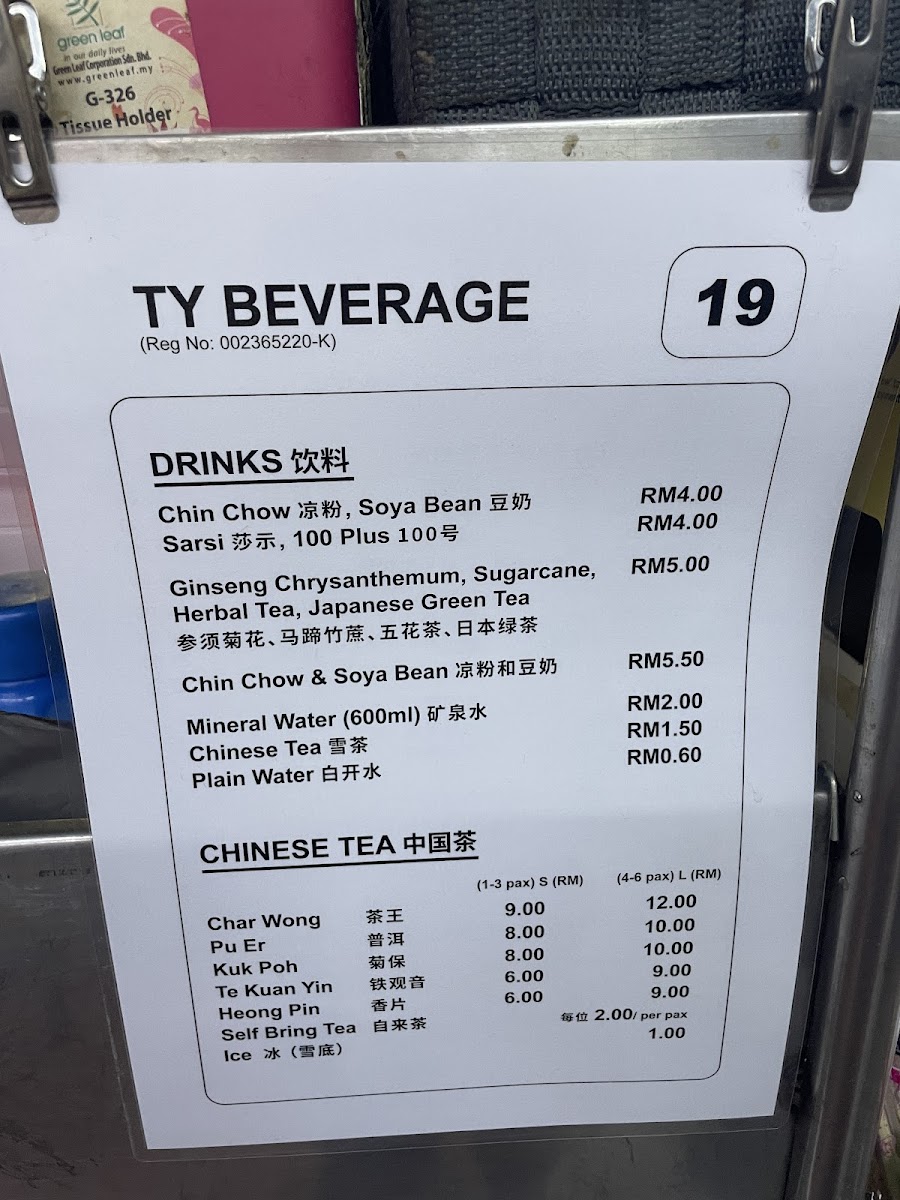 green leaf
in our daily lives
Green Leaf Corporation Sdn. Bhd.
www.greenleaf.my
G-326
Tissue Holder
TY BEVERAGE
(Reg No: 002365220-K)
19
DRINKS 饮料
Chin Chow 凉粉, Soya Bean 豆奶 RM4.00
Sarsi 莎示, 100 Plus 100号 RM4.00
Ginseng Chrysanthemum, Sugarcane, RM5.00
Herbal Tea, Japanese Green Tea
参须菊花、马蹄竹蔗、五花茶、日本绿茶
Chin Chow & Soya Bean 凉粉和豆奶 RM5.50
Mineral Water (600ml) 矿泉水 RM2.00
Chinese Tea 雪茶 RM1.50
Plain Water 白开水 RM0.60
CHINESE TEA 中国茶
(1-3 pax) S (RM) (4-6 pax) L (RM)
Char Wong 茶王 9.00 12.00
Pu Er 普洱 8.00 10.00
Kuk Poh 菊保 8.00 10.00
Te Kuan Yin 铁观音 6.00 9.00
Heong Pin 香片 6.00 9.00
Self Bring Tea 自来茶 每位 2.00/ per pax
Ice 冰（雪底） 1.00